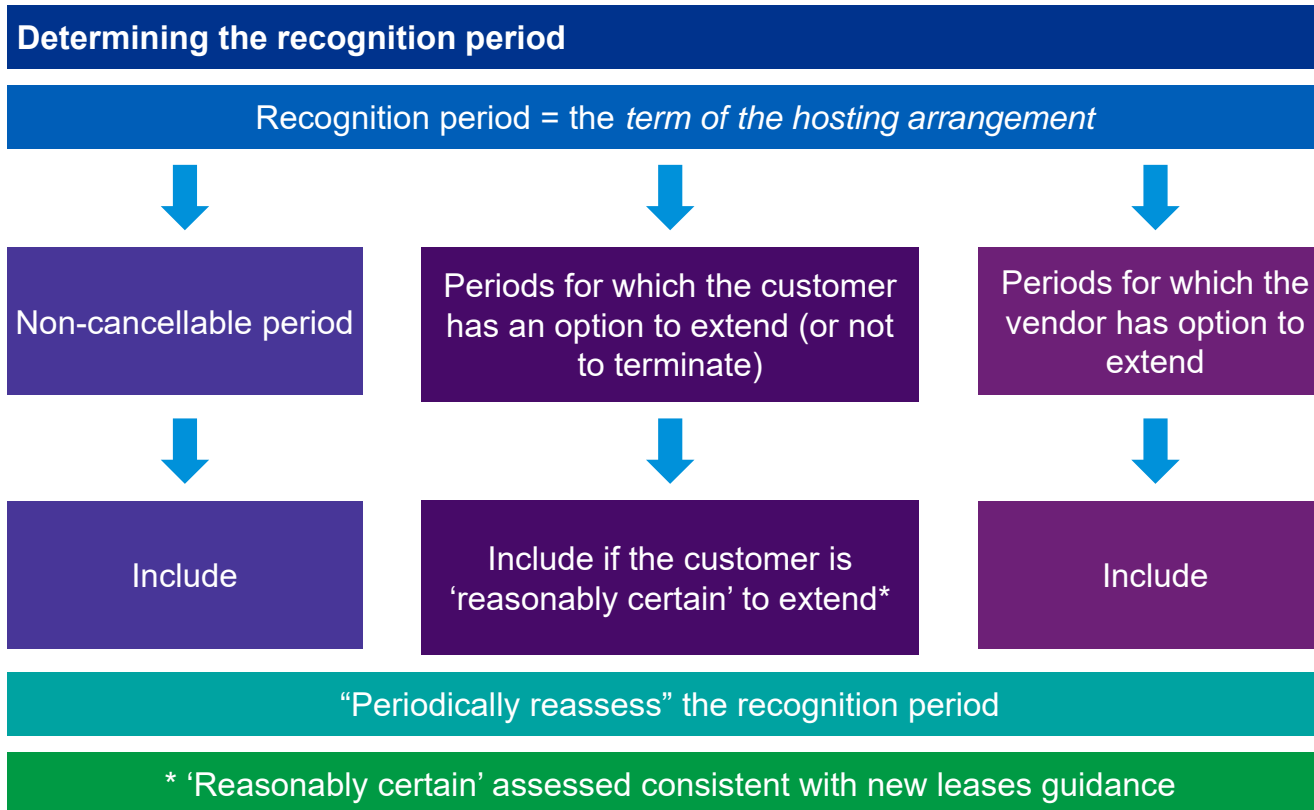 Determining the recognition period
Recognition period = the term of the hosting arrangement
Non-cancellable period
Periods for which the customer
has an option to extend (or not
to terminate)
Periods for which the
vendor has option to
extend
Include
Include if the customer is
‘reasonably certain’ to extend*
Include
“Periodically reassess” the recognition period
* ‘Reasonably certain’ assessed consistent with new leases guidance